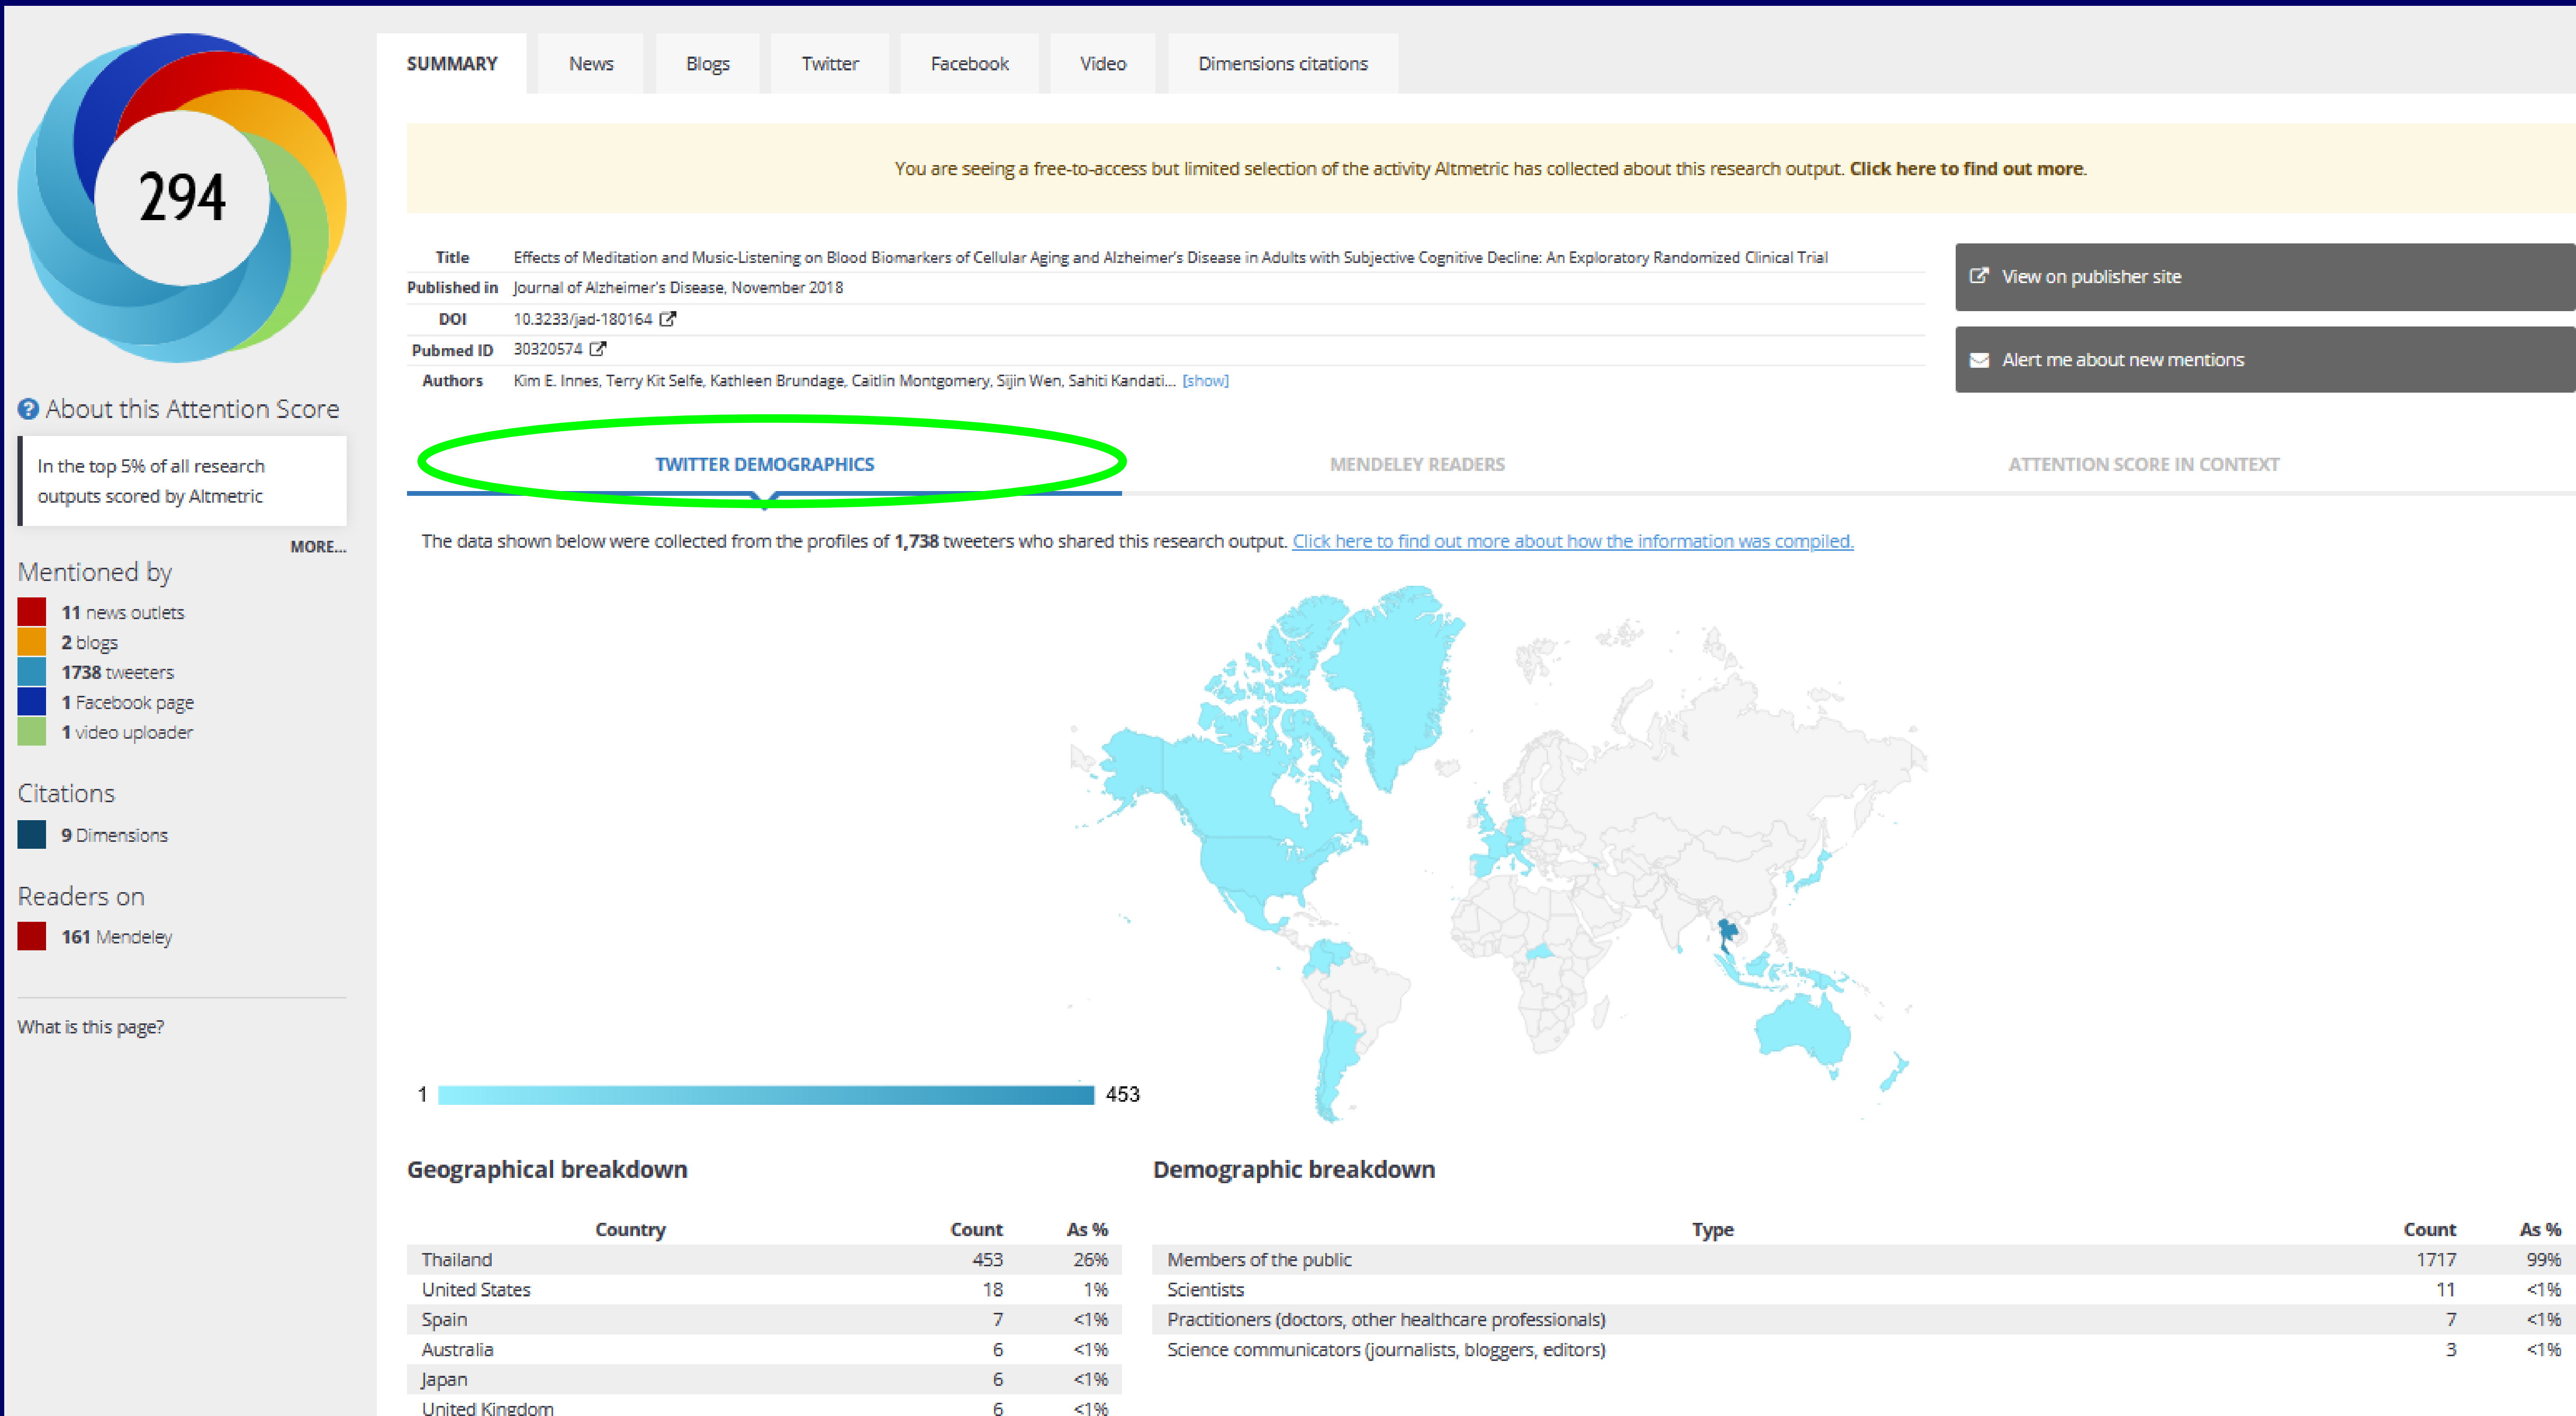 294
About this Attention Score
In the top 5% of all research
outputs scored by Altmetric
MORE...
Mentioned by
11 news outlets
2 blogs
1738 tweeters
1 Facebook page
1 video uploader
Citations
9 Dimensions
Readers on
161 Mendeley
What is this page?
SUMMARY News Blogs Twitter Facebook Video Dimensions citations
You are seeing a free-to-access but limited selection of the activity Altmetric has collected about this research output. Click here to find out more.
Title Effects of Meditation and Music-Listening on Blood Biomarkers of Cellular Aging and Alzheimer's Disease in Adults with Subjective Cognitive Decline: An Exploratory Randomized Clinical Trial
Published in Journal of Alzheimer's Disease, November 2018
DOI 10.3233/jad-180164
Pubmed ID 30320574
Authors Kim E. Innes, Terry Kit Selfe, Kathleen Brundage, Caitlin Montgomery, Sijin Wen, Sahiti Kandati... [show]
View on publisher site
Alert me about new mentions
TWITTER DEMOGRAPHICS MENDELEY READERS ATTENTION SCORE IN CONTEXT
The data shown below were collected from the profiles of 1,738 tweeters who shared this research output. Click here to find out more about how the information was compiled.
1 453
Geographical breakdown
Country Count As %
Thailand 453 26%
United States 18 1%
Spain 7 <1%
Australia 6 <1%
Japan 6 <1%
United Kingdom 6 <1%
Demographic breakdown
Type Count As %
Members of the public 1717 99%
Scientists 11 <1%
Practitioners (doctors, other healthcare professionals) 7 <1%
Science communicators (journalists, bloggers, editors) 3 <1%